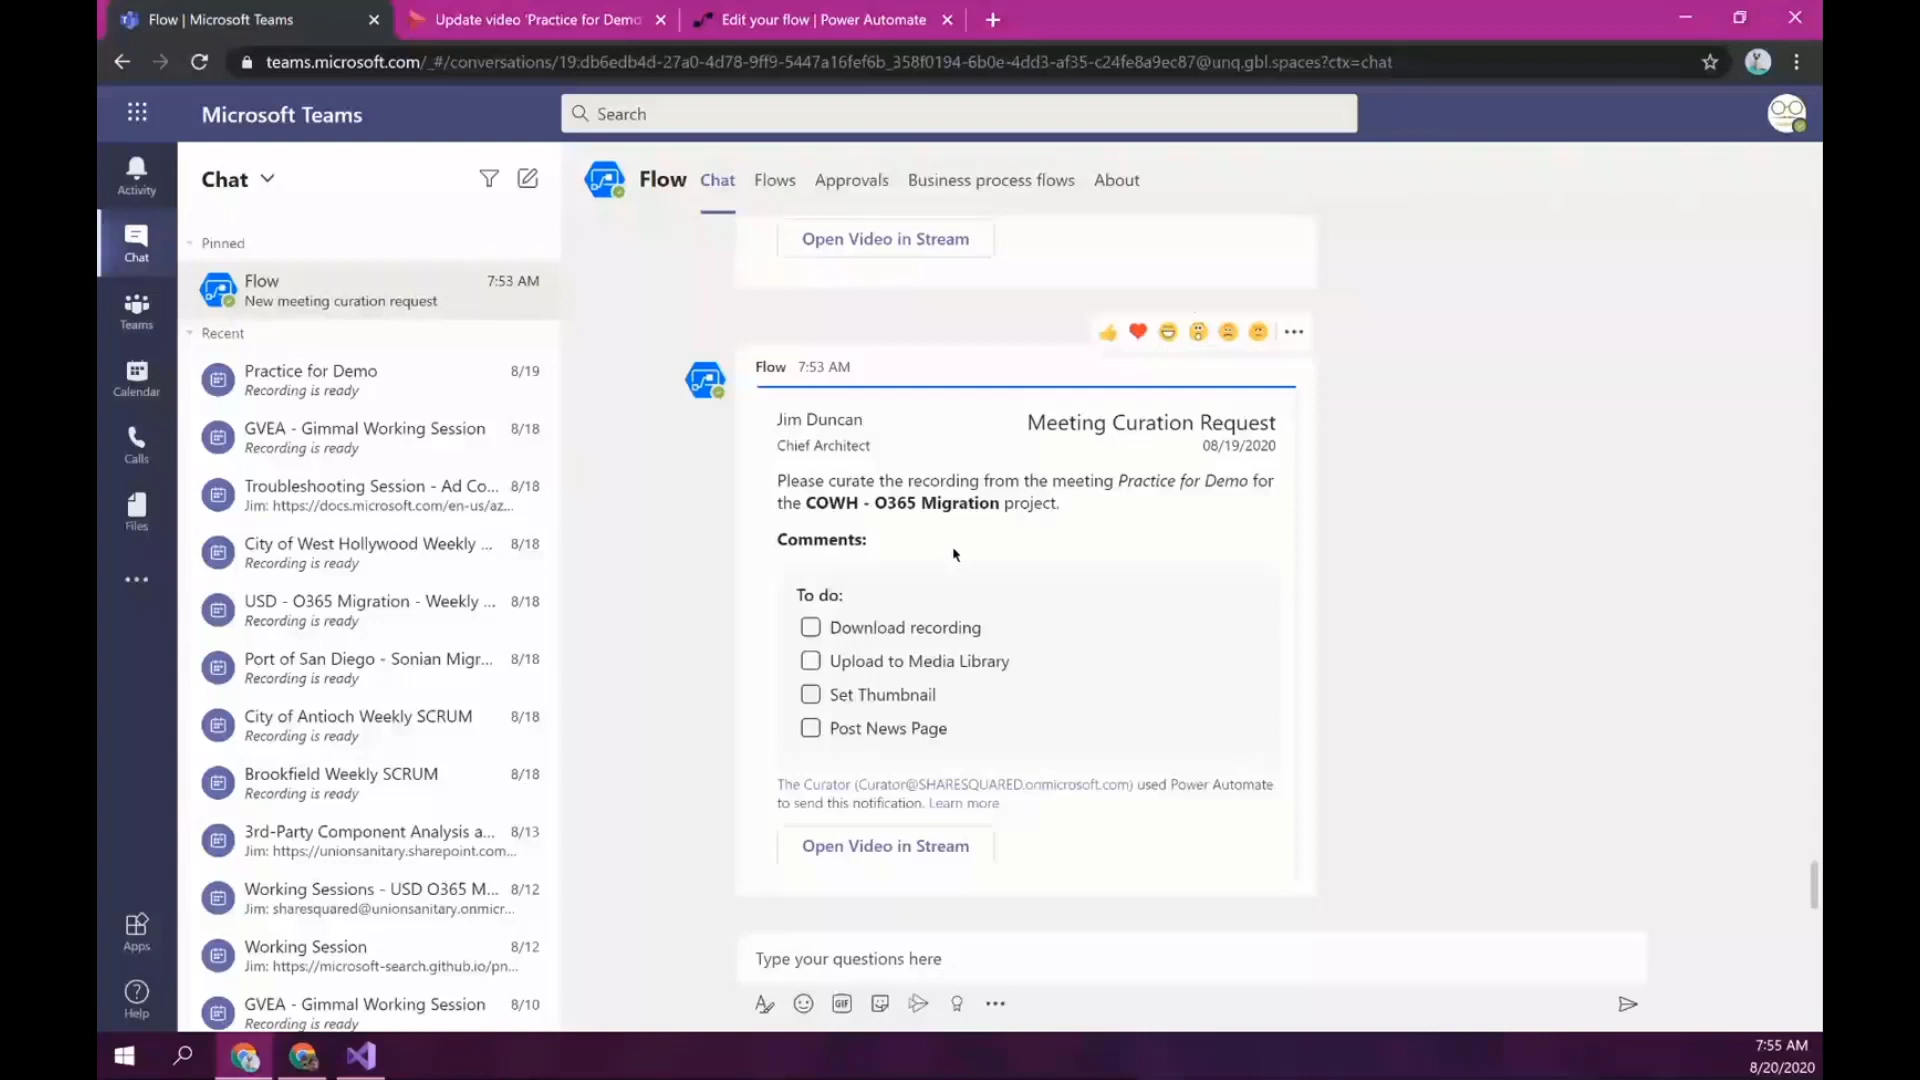 Flow | Microsoft Teams
Update video 'Practice for Demo
Edit your flow | Power Automate
teams.microsoft.com/_#/conversations/19:db6edb4d-27a0-4d78-9ff9-5447a16fef6b_358f0194-6b0e-4dd3-af35-c24fe8a9ec87@unq.gbl.spaces?ctx=chat
Microsoft Teams
Search
Activity
Chat
Teams
Calendar
Calls
Files
Apps
Help
Chat
Pinned
Flow 7:53 AM
New meeting curation request
Recent
Practice for Demo 8/19
Recording is ready
GVEA - Gimmal Working Session 8/18
Recording is ready
Troubleshooting Session - Ad Co... 8/18
Jim: https://docs.microsoft.com/en-us/az...
City of West Hollywood Weekly ... 8/18
Recording is ready
USD - O365 Migration - Weekly ... 8/18
Recording is ready
Port of San Diego - Sonian Migr... 8/18
Recording is ready
City of Antioch Weekly SCRUM 8/17
Recording is ready
Brookfield Weekly SCRUM 8/18
Recording is ready
3rd-Party Component Analysis a... 8/13
Jim: https://unionsanitary.sharepoint.com...
Working Sessions - USD O365 M... 8/12
Jim: sharesquared@unionsanitary.onmicr...
Working Session 8/12
Jim: https://microsoft-search.github.io/pn...
GVEA - Gimmal Working Session 8/10
Recording is ready
Flow Chat Flows Approvals Business process flows About
Open Video in Stream
Flow 7:53 AM
Jim Duncan
Chief Architect
Meeting Curation Request
08/19/2020
Please curate the recording from the meeting Practice for Demo for
the COWH - O365 Migration project.
Comments:
To do:
Download recording
Upload to Media Library
Set Thumbnail
Post News Page
The Curator (Curator@SHARESQUARED.onmicrosoft.com) used Power Automate
to send this notification. Learn more
Open Video in Stream
Type your questions here
GIF
7:55 AM
8/20/2020